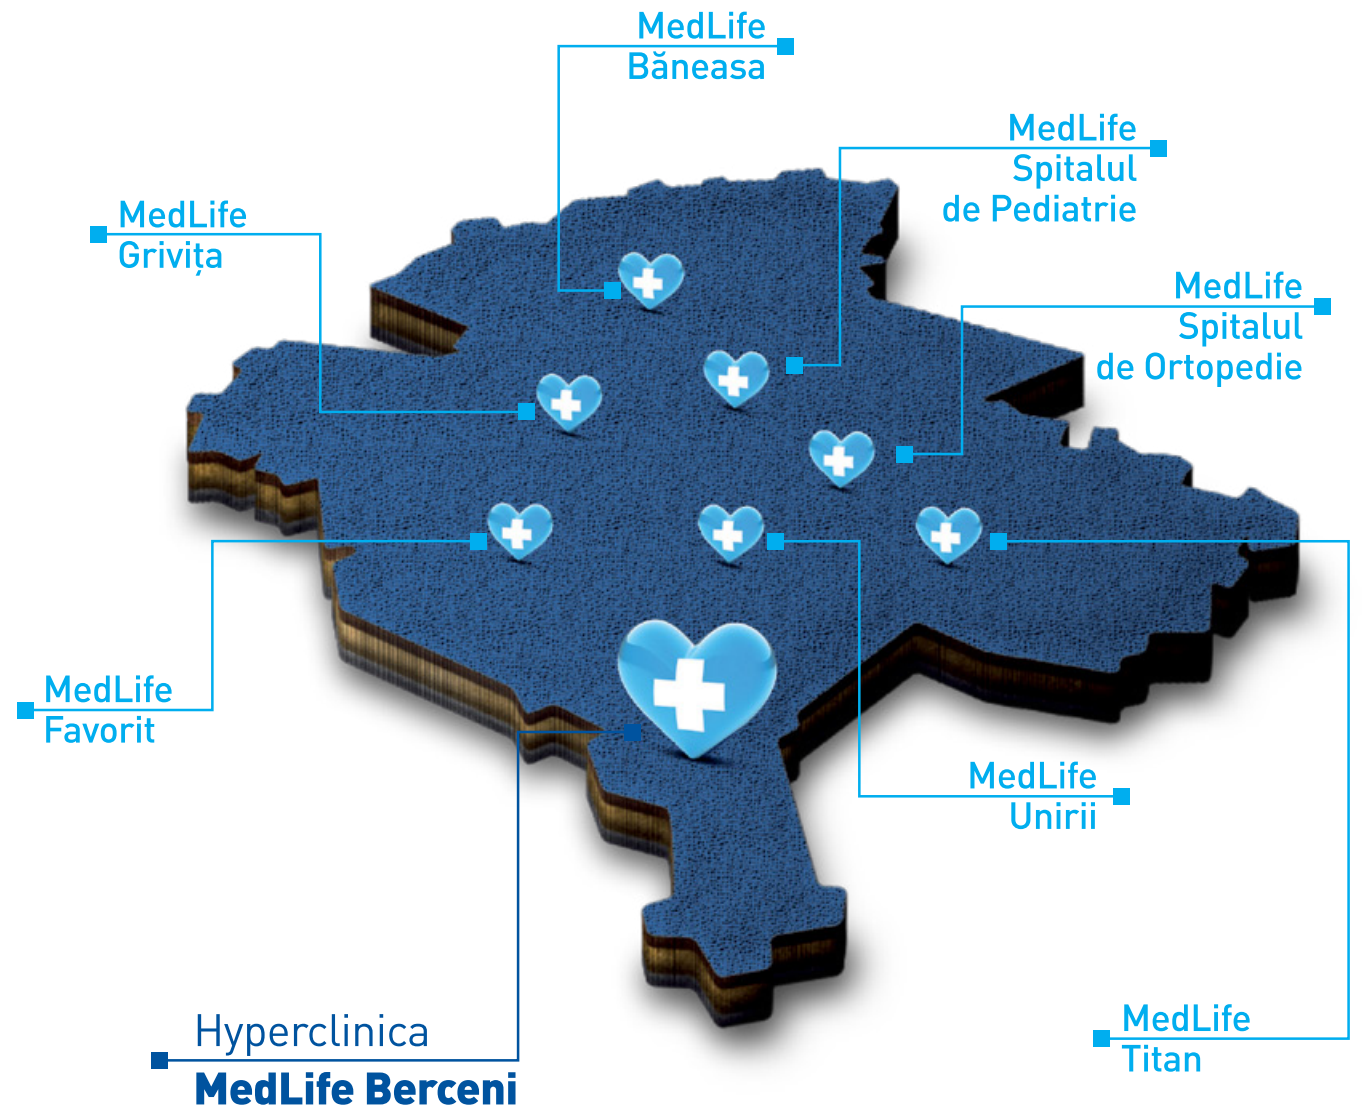 MedLife
Băneasa
MedLife
Spitalul
de Pediatrie
MedLife
Grivița
MedLife
Spitalul
de Ortopedie
MedLife
Favorit
MedLife
Unirii
Hyperclinica
MedLife Berceni
MedLife
Titan